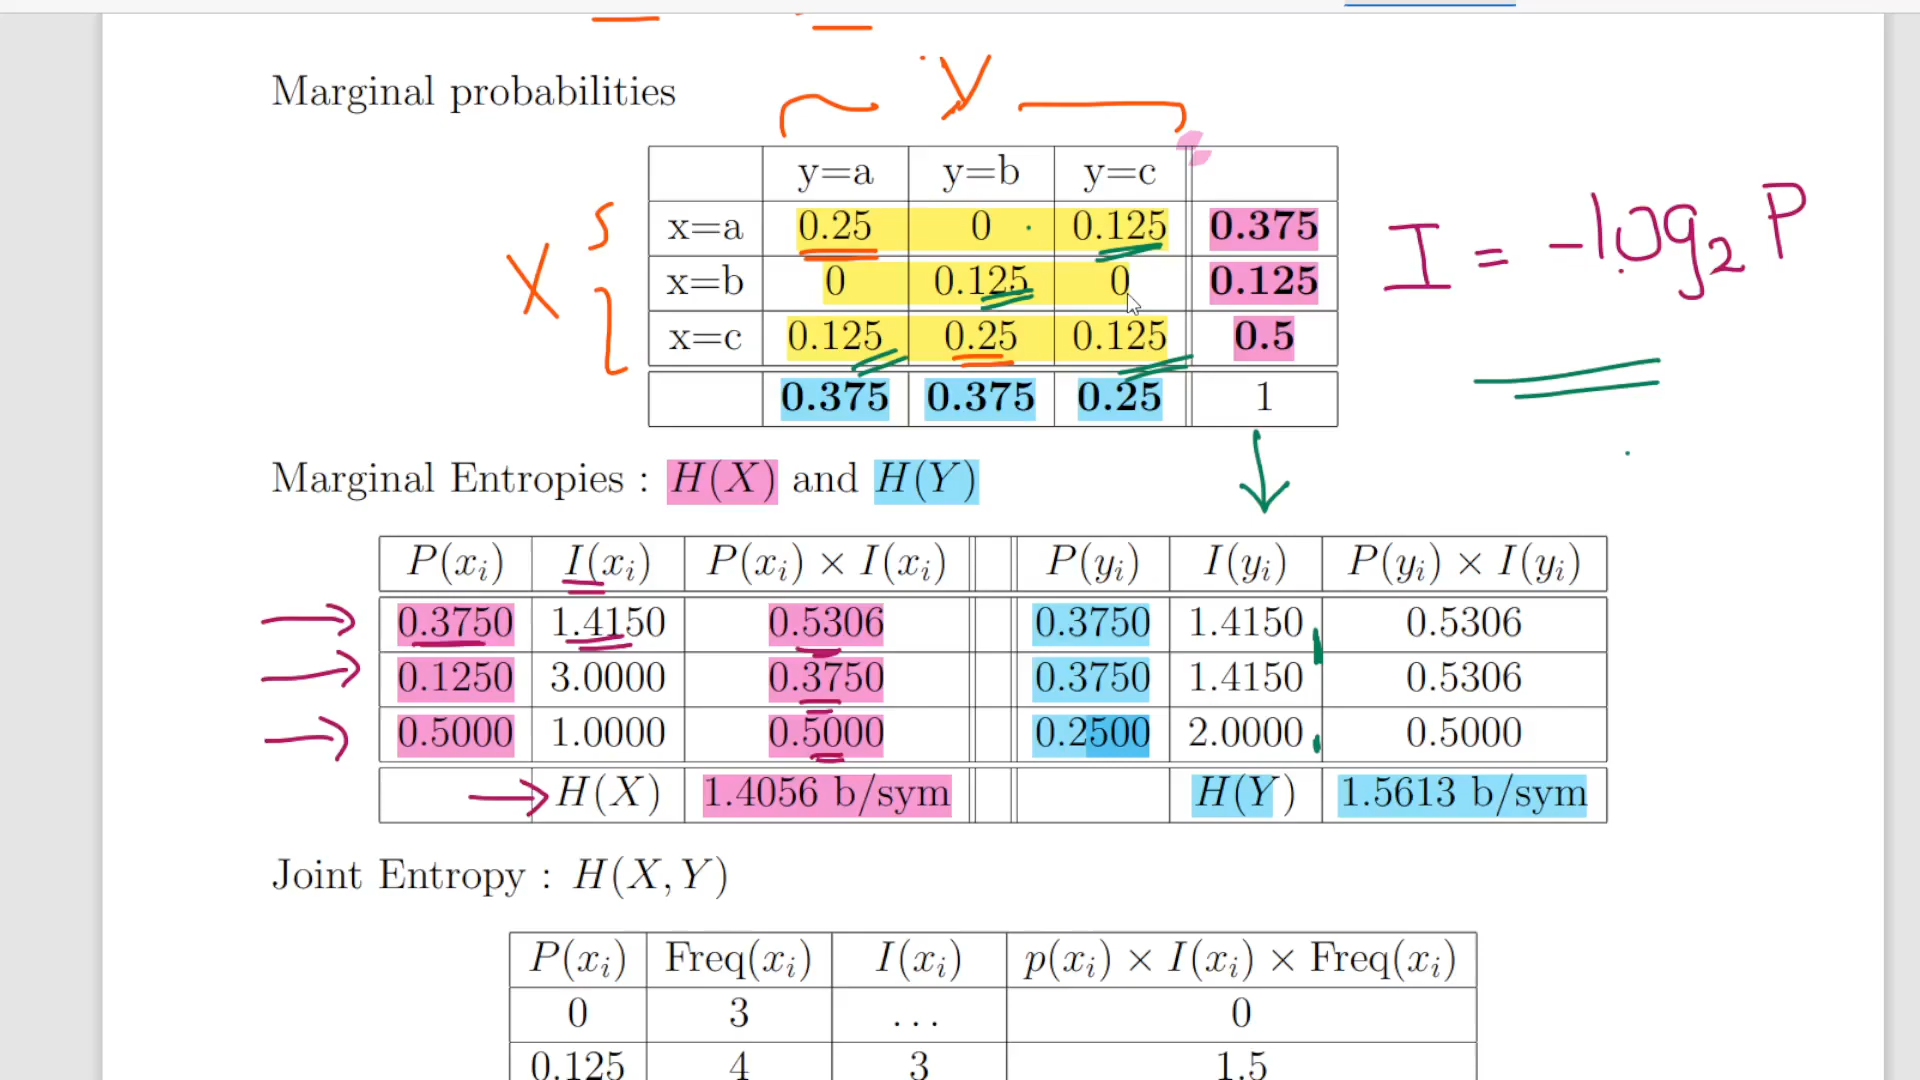 Marginal probabilities
Y
y=a y=b y=c
x=a 0.25 0 0.125 0.375
x=b 0 0.125 0 0.125
x=c 0.125 0.25 0.125 0.5
0.375 0.375 0.25 1
X
I = -log₂ P
Marginal Entropies : H(X) and H(Y)
P(xᵢ) I(xᵢ) P(xᵢ) × I(xᵢ) P(yᵢ) I(yᵢ) P(yᵢ) × I(yᵢ)
0.3750 1.4150 0.5306 0.3750 1.4150 0.5306
0.1250 3.0000 0.3750 0.3750 1.4150 0.5306
0.5000 1.0000 0.5000 0.2500 2.0000 0.5000
H(X) 1.4056 b/sym H(Y) 1.5613 b/sym
Joint Entropy : H(X,Y)
P(xᵢ) Freq(xᵢ) I(xᵢ) p(xᵢ) × I(xᵢ) × Freq(xᵢ)
0 3 ... 0
0.125 4 3 1.5